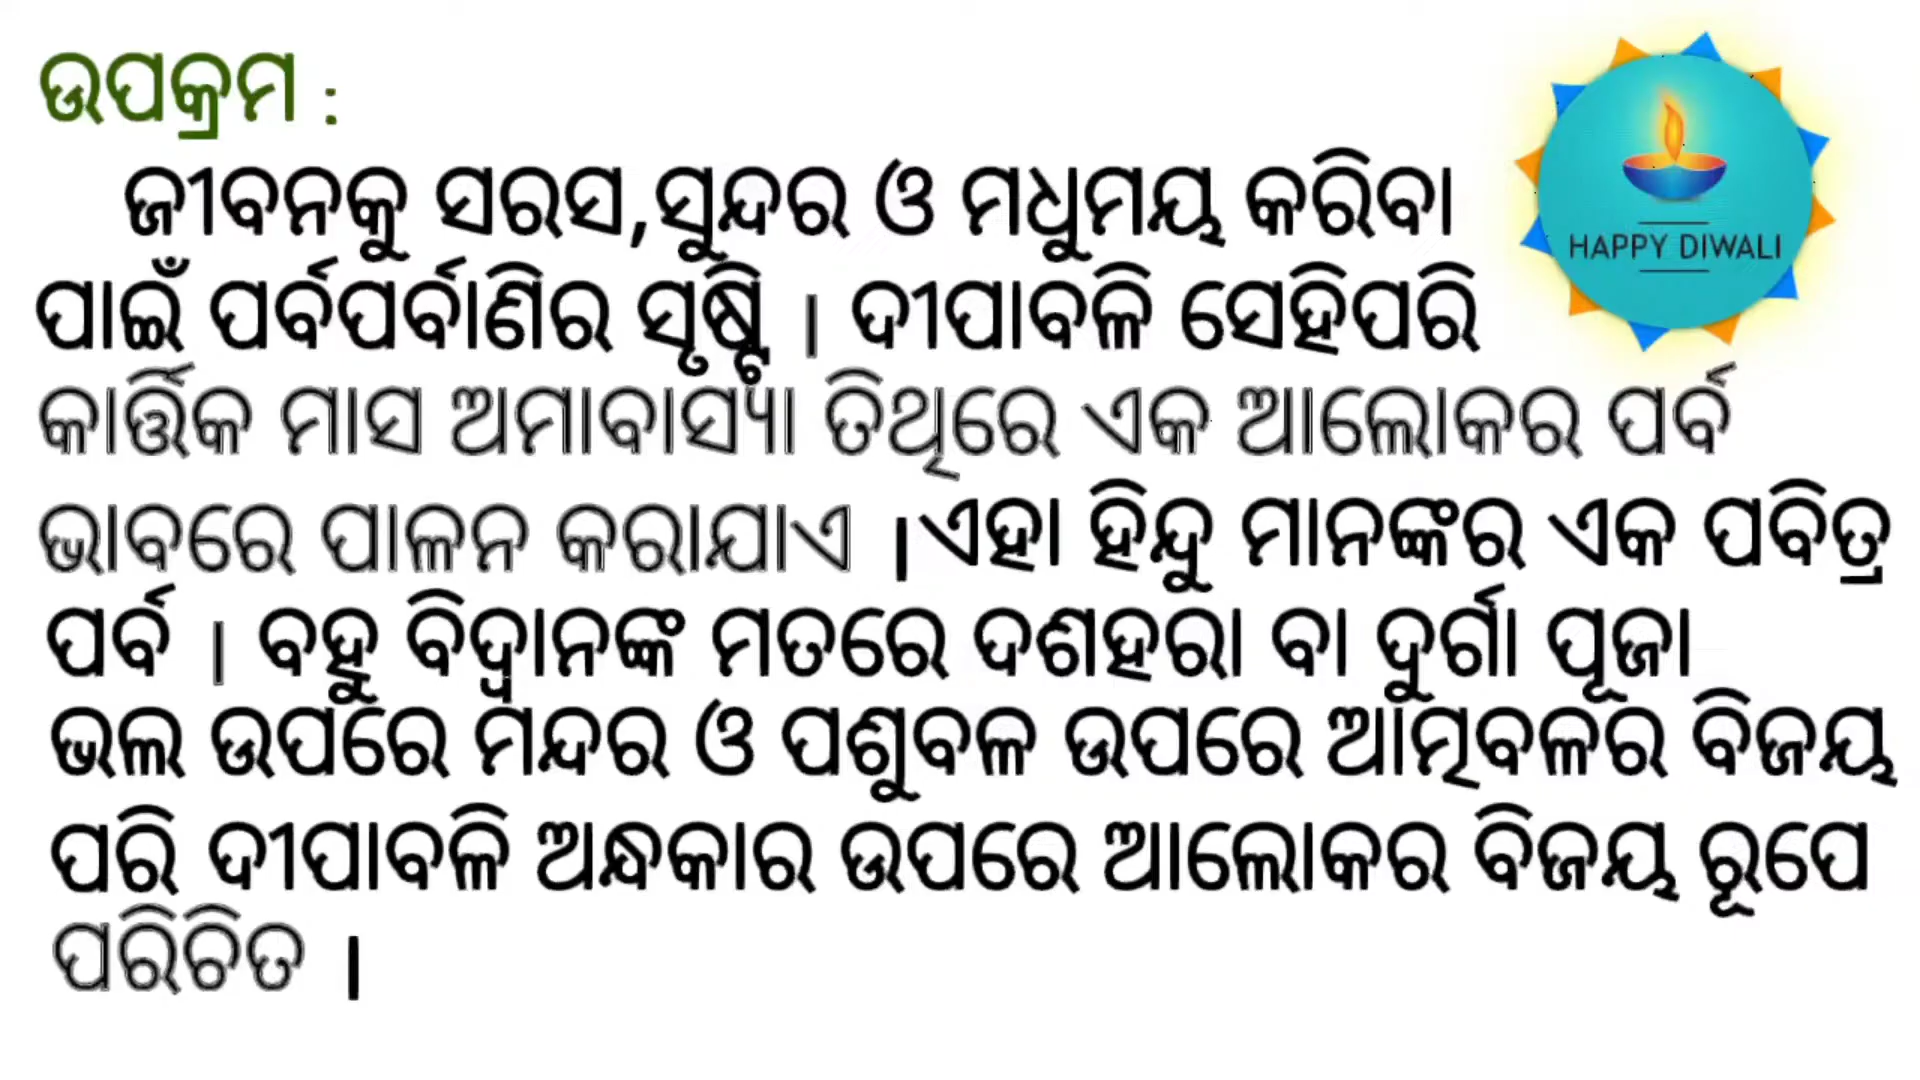 ଉପକ୍ରମ :
ଜୀବନକୁ ସରସ,ସୁନ୍ଦର ଓ ମଧୁମୟ କରିବା
ପାଇଁ ପର୍ବପର୍ବାଣିର ସୃଷ୍ଟି । ଦୀପାବଳି ସେହିପରି
କାର୍ତ୍ତିକ ମାସ ଅମାବାସ୍ୟା ତିଥିରେ ଏକ ଆଲୋକର ପର୍ବ
ଭାବରେ ପାଳନ କରାଯାଏ ।ଏହା ହିନ୍ଦୁ ମାନଙ୍କର ଏକ ପବିତ୍ର
ପର୍ବ । ବହୁ ବିଦ୍ୱାନଙ୍କ ମତରେ ଦଶହରା ବା ଦୁର୍ଗା ପୂଜା
ଭଲ ଉପରେ ମନ୍ଦର ଓ ପଶୁବଳ ଉପରେ ଆତ୍ମବଳର ବିଜୟ
ପରି ଦୀପାବଳି ଅନ୍ଧକାର ଉପରେ ଆଲୋକର ବିଜୟ ରୂପେ
ପରିଚିତ ।
HAPPY DIWALI